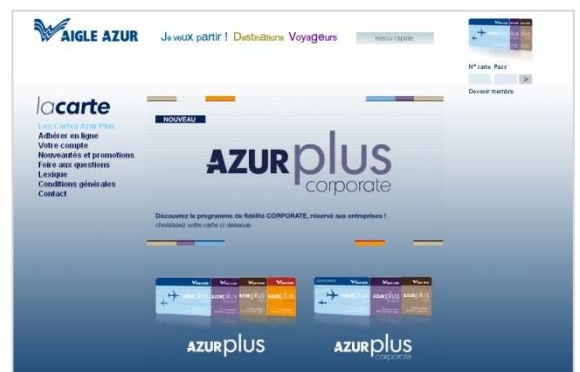 AIGLE AZUR
Je veux partir ! Destinations Voyageurs
menu rapide
N° carte Pass
>
Devenir membre
lacarte
Les Cartes Azur Plus
Adhérer en ligne
Votre compte
Nouveautés et promotions
Foire aux questions
Lexique
Conditions générales
Contact
NOUVEAU
AZURplus
corporate
Découvrez le programme de fidélité CORPORATE, réservé aux entreprises !
choisissez votre carte ci dessous
AZURplus
AZURplus
corporate